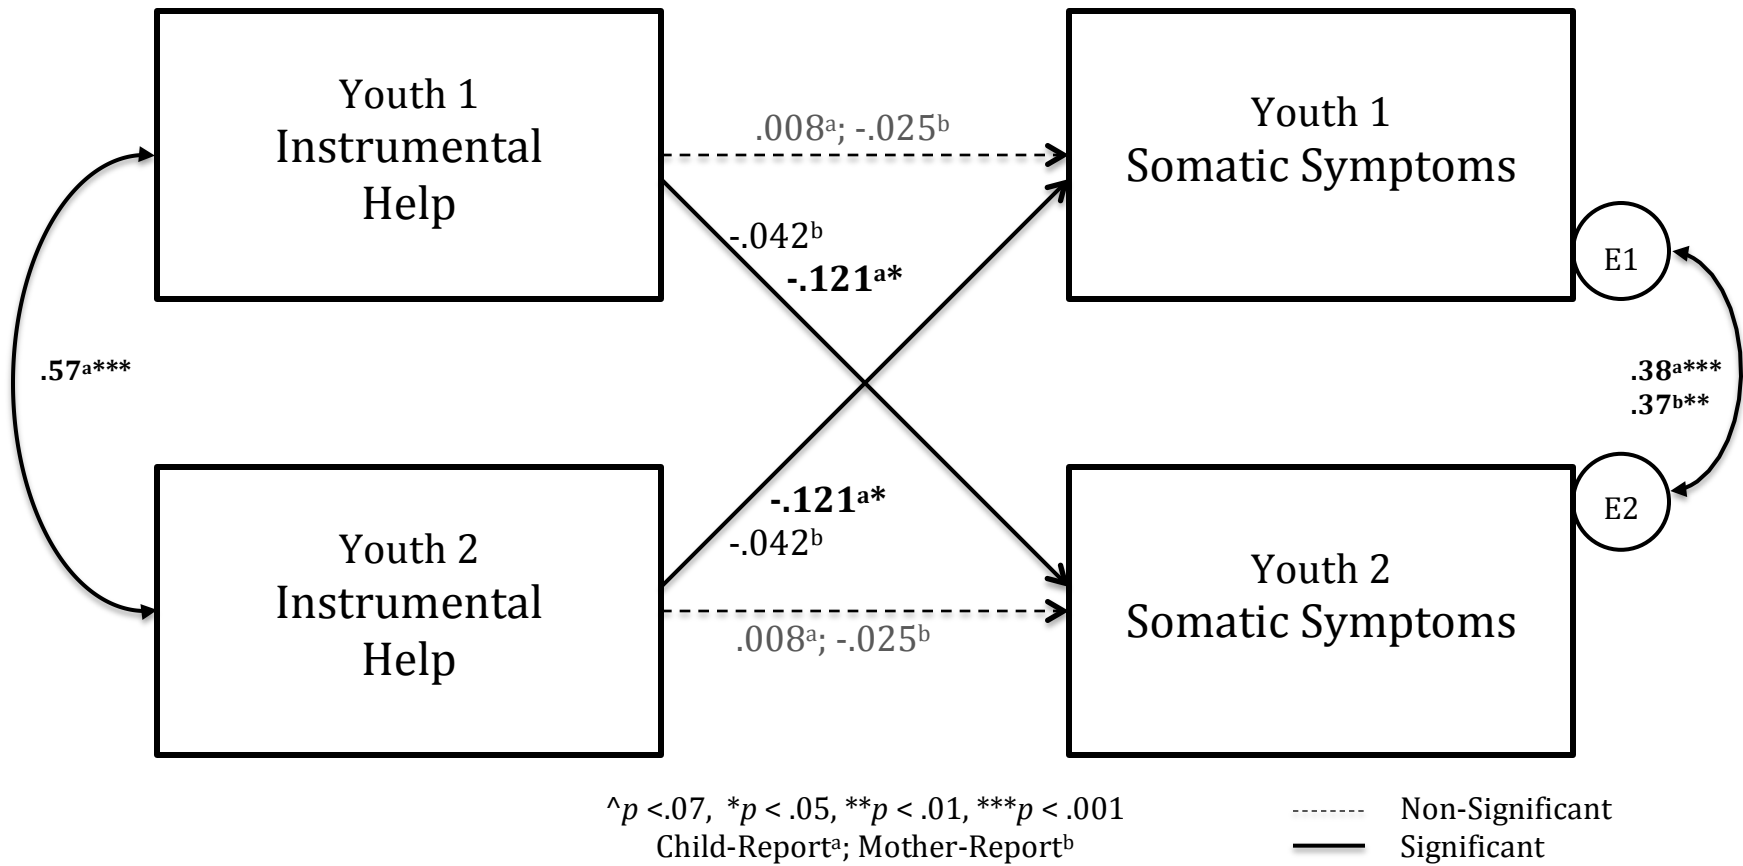 Youth 1
Instrumental
Help
.008ᵃ; -.025ᵇ
Youth 1
Somatic Symptoms
-.042ᵇ
-.121ᵃ*
E1
.57ᵃ***
.38ᵃ***
.37ᵇ**
Youth 2
Instrumental
Help
-.121ᵃ*
-.042ᵇ
.008ᵃ; -.025ᵇ
Youth 2
Somatic Symptoms
E2
^p <.07, *p < .05, **p < .01, ***p < .001
Child-Reportᵃ; Mother-Reportᵇ
Non-Significant
Significant